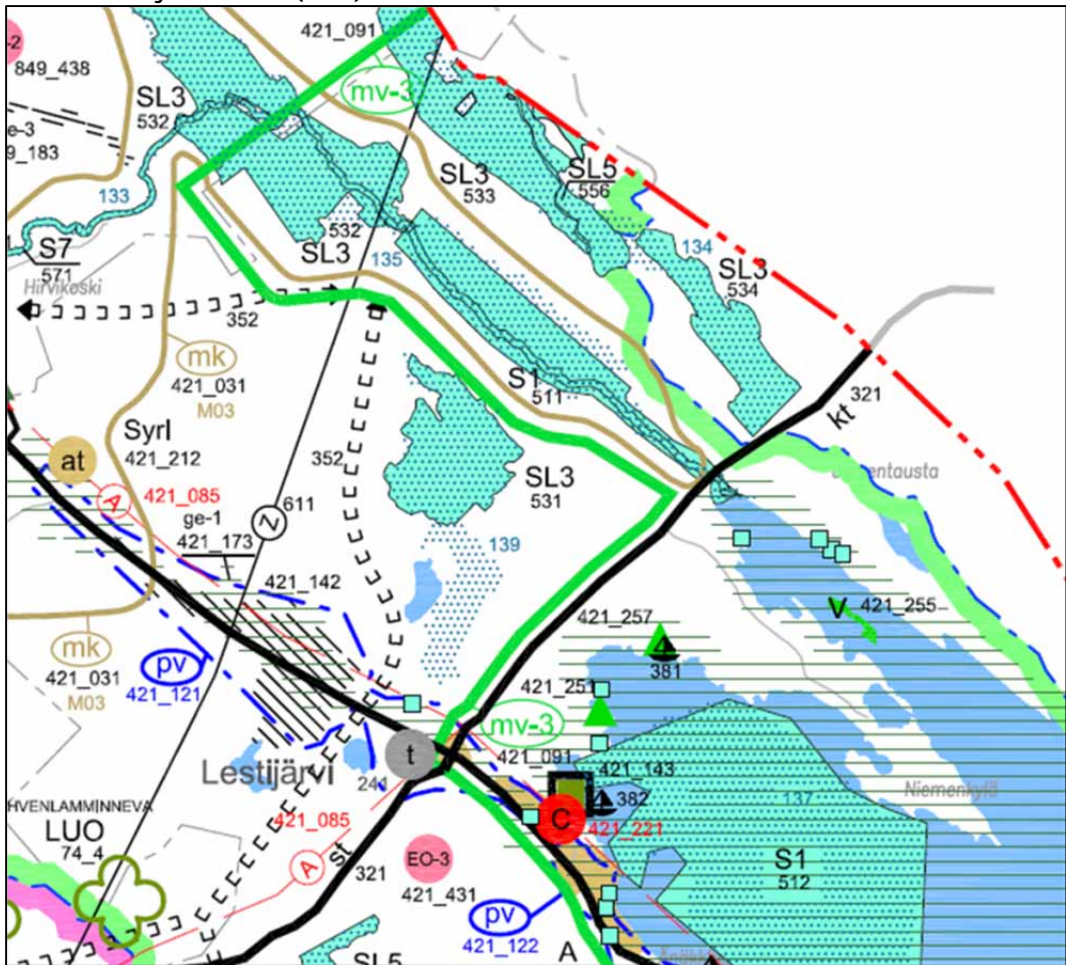 421_091
-2
849_438
mv-3
SL3
532
e-3
9_183
SL3
533
SL5
556
133
S7
571
Hirvikoski
532
SL3
135
134
SL3
534
352
mk
421_031
M03
S1
511
321
kt
Syrl
421_212
at
352
SL3
531
A
421_085
Z
611
ge-1
421_173
139
421_142
421_257
V
421_255
mk
421_031
M03
pv
421_121
381
421_251
mv-3
421_091
t
421_143
Lestijärvi
241
382
137
Niemenkylä
HVENLAMMINNEVA
LUO
74_4
421_085
A
st
321
EO-3
421_431
C
421_221
S1
512
pv
421_122
SL5
A